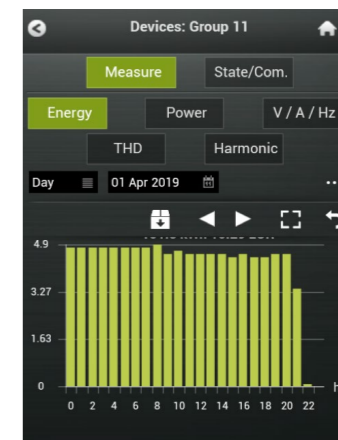 Devices: Group 11
Measure State/Com.
Energy Power V / A / Hz
THD Harmonic
Day 01 Apr 2019
4.9
3.27
1.63
0
0 2 4 6 8 10 12 14 16 18 20 22